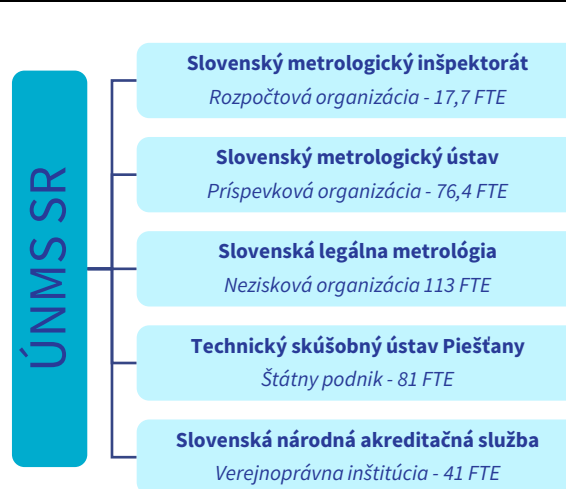 ÚNMS SR
Slovenský metrologický inšpektorát
Rozpočtová organizácia - 17,7 FTE
Slovenský metrologický ústav
Príspevková organizácia - 76,4 FTE
Slovenská legálna metrológia
Nezisková organizácia 113 FTE
Technický skúšobný ústav Piešťany
Štátny podnik - 81 FTE
Slovenská národná akreditačná služba
Verejnoprávna inštitúcia - 41 FTE